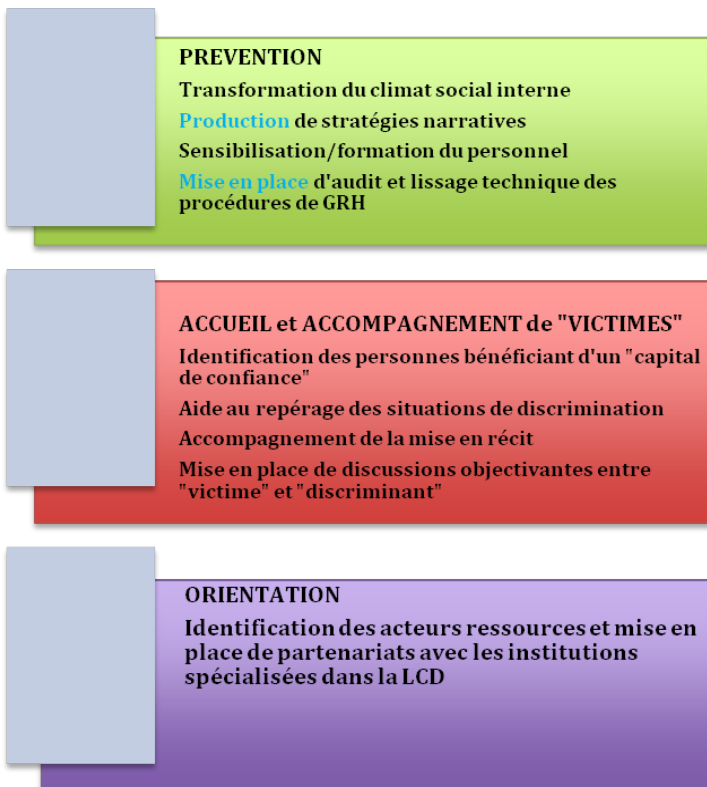 PREVENTION
Transformation du climat social interne
Production de stratégies narratives
Sensibilisation/formation du personnel
Mise en place d'audit et lissage technique des
procédures de GRH
ACCUEIL et ACCOMPAGNEMENT de "VICTIMES"
Identification des personnes bénéficiant d'un "capital
de confiance"
Aide au repérage des situations de discrimination
Accompagnement de la mise en récit
Mise en place de discussions objectivantes entre
"victime" et "discriminant"
ORIENTATION
Identification des acteurs ressources et mise en
place de partenariats avec les institutions
spécialisées dans la LCD